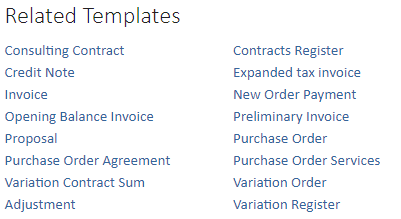 Related Templates
Consulting Contract
Credit Note
Invoice
Opening Balance Invoice
Proposal
Purchase Order Agreement
Variation Contract Sum
Adjustment
Contracts Register
Expanded tax invoice
New Order Payment
Preliminary Invoice
Purchase Order
Purchase Order Services
Variation Order
Variation Register